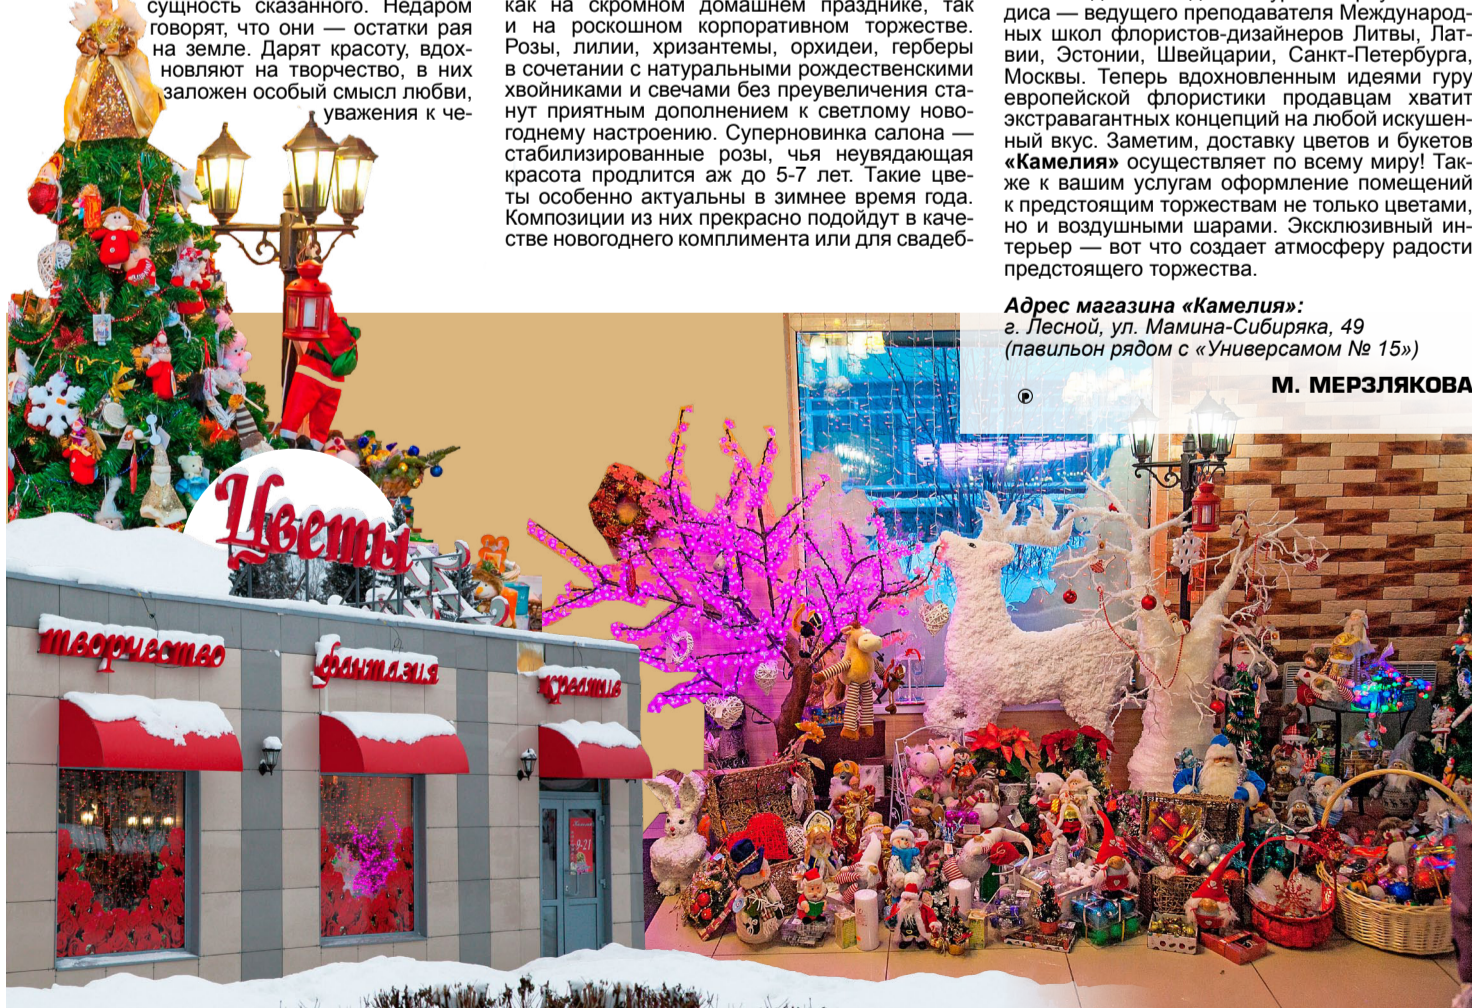 сущность сказанного. Недаром
говорят, что они — остатки рая
на земле. Дарят красоту, вдох-
новляют на творчество, в них
заложен особый смысл любви,
уважения к че-
как на скромном домашнем празднике, так
и на роскошном корпоративном торжестве.
Розы, лилии, хризантемы, орхидеи, герберы
в сочетании с натуральными рождественскими
хвойниками и свечами без преувеличения ста-
нут приятным дополнением к светлому ново-
годнему настроению. Суперновинка салона —
стабилизированные розы, чья неувядающая
красота продлится аж до 5-7 лет. Такие цве-
ты особенно актуальны в зимнее время года.
Композиции из них прекрасно подойдут в каче-
стве новогоднего комплимента или для свадеб-
диса — ведущего преподавателя Международ-
ных школ флористов-дизайнеров Литвы, Лат-
вии, Эстонии, Швейцарии, Санкт-Петербурга,
Москвы. Теперь вдохновленным идеями гуру
европейской флористики продавцам хватит
экстравагантных концепций на любой искушен-
ный вкус. Заметим, доставку цветов и букетов
«Камелия» осуществляет по всему миру! Так-
же к вашим услугам оформление помещений
к предстоящим торжествам не только цветами,
но и воздушными шарами. Эксклюзивный ин-
терьер — вот что создает атмосферу радости
предстоящего торжества.
Адрес магазина «Камелия»:
г. Лесной, ул. Мамина-Сибиряка, 49
(павильон рядом с «Универсамом № 15»)
М. МЕРЗЛЯКОВА
Цветы
творчество
фантазия
креатив
9-21